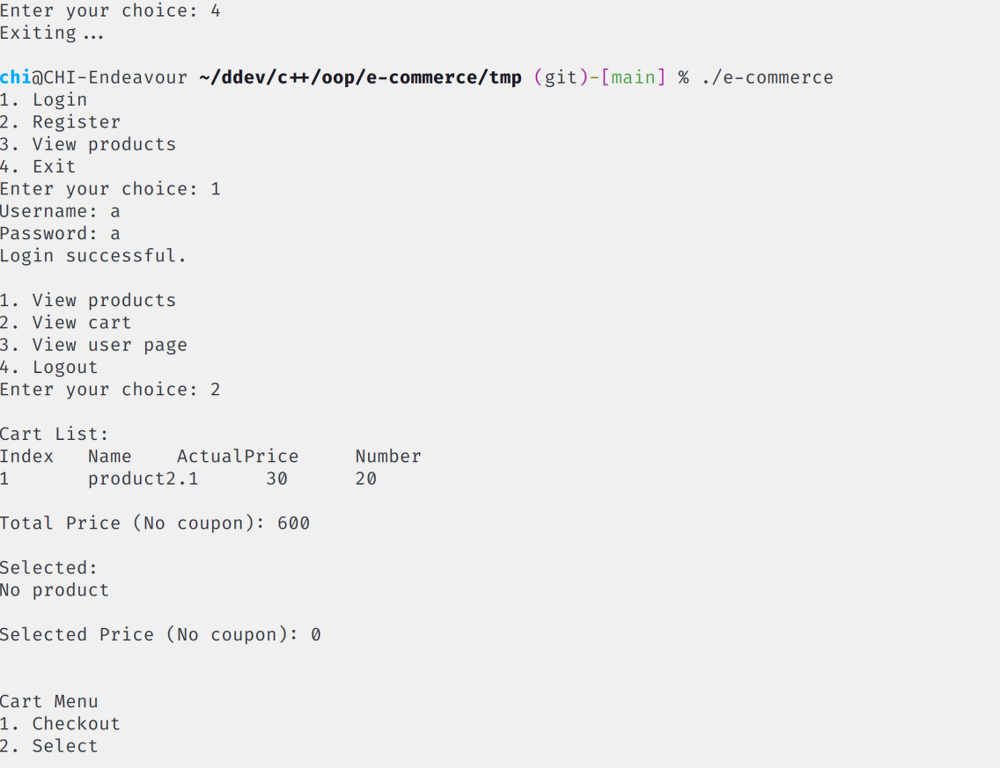 Enter your choice: 4
Exiting...
chi@CHI-Endeavour ~/ddev/c++/oop/e-commerce/tmp (git)-[main] % ./e-commerce
1. Login
2. Register
3. View products
4. Exit
Enter your choice: 1
Username: a
Password: a
Login successful.
1. View products
2. View cart
3. View user page
4. Logout
Enter your choice: 2
Cart List:
Index   Name    ActualPrice     Number
1       product2.1      30      20
Total Price (No coupon): 600
Selected:
No product
Selected Price (No coupon): 0
Cart Menu
1. Checkout
2. Select